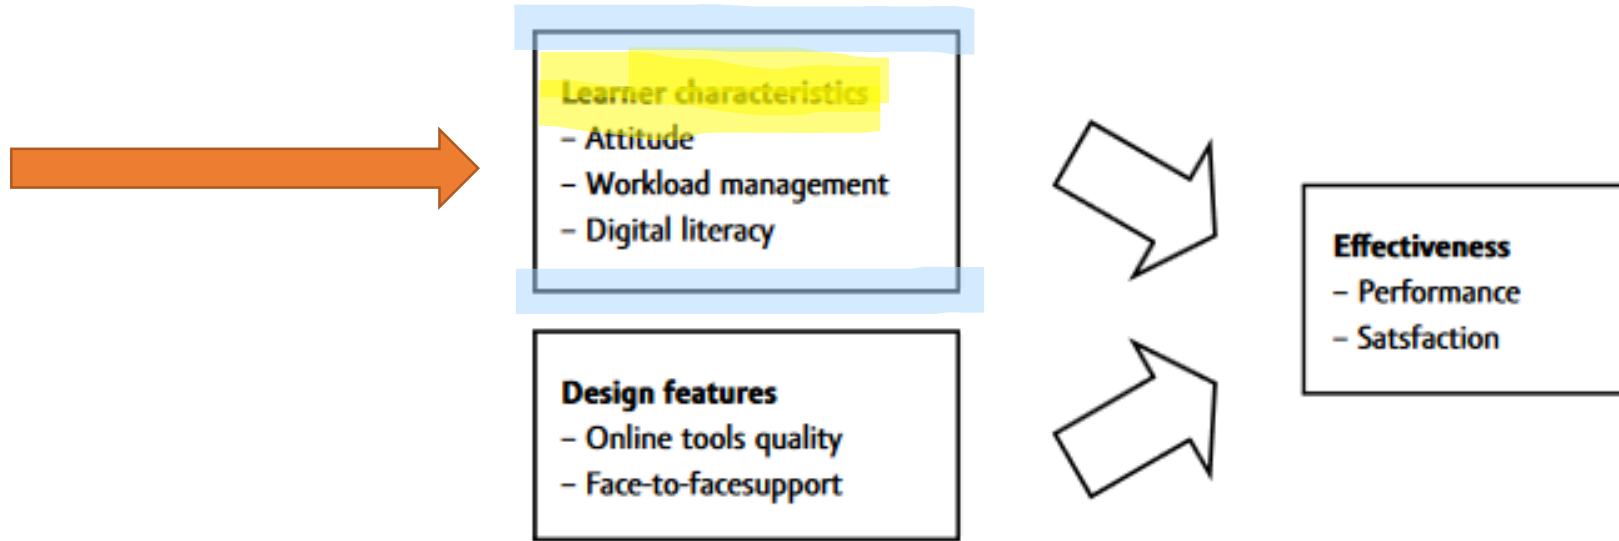 Learner characteristics
– Attitude
– Workload management
– Digital literacy
Design features
– Online tools quality
– Face-to-facesupport
Effectiveness
– Performance
– Satsfaction